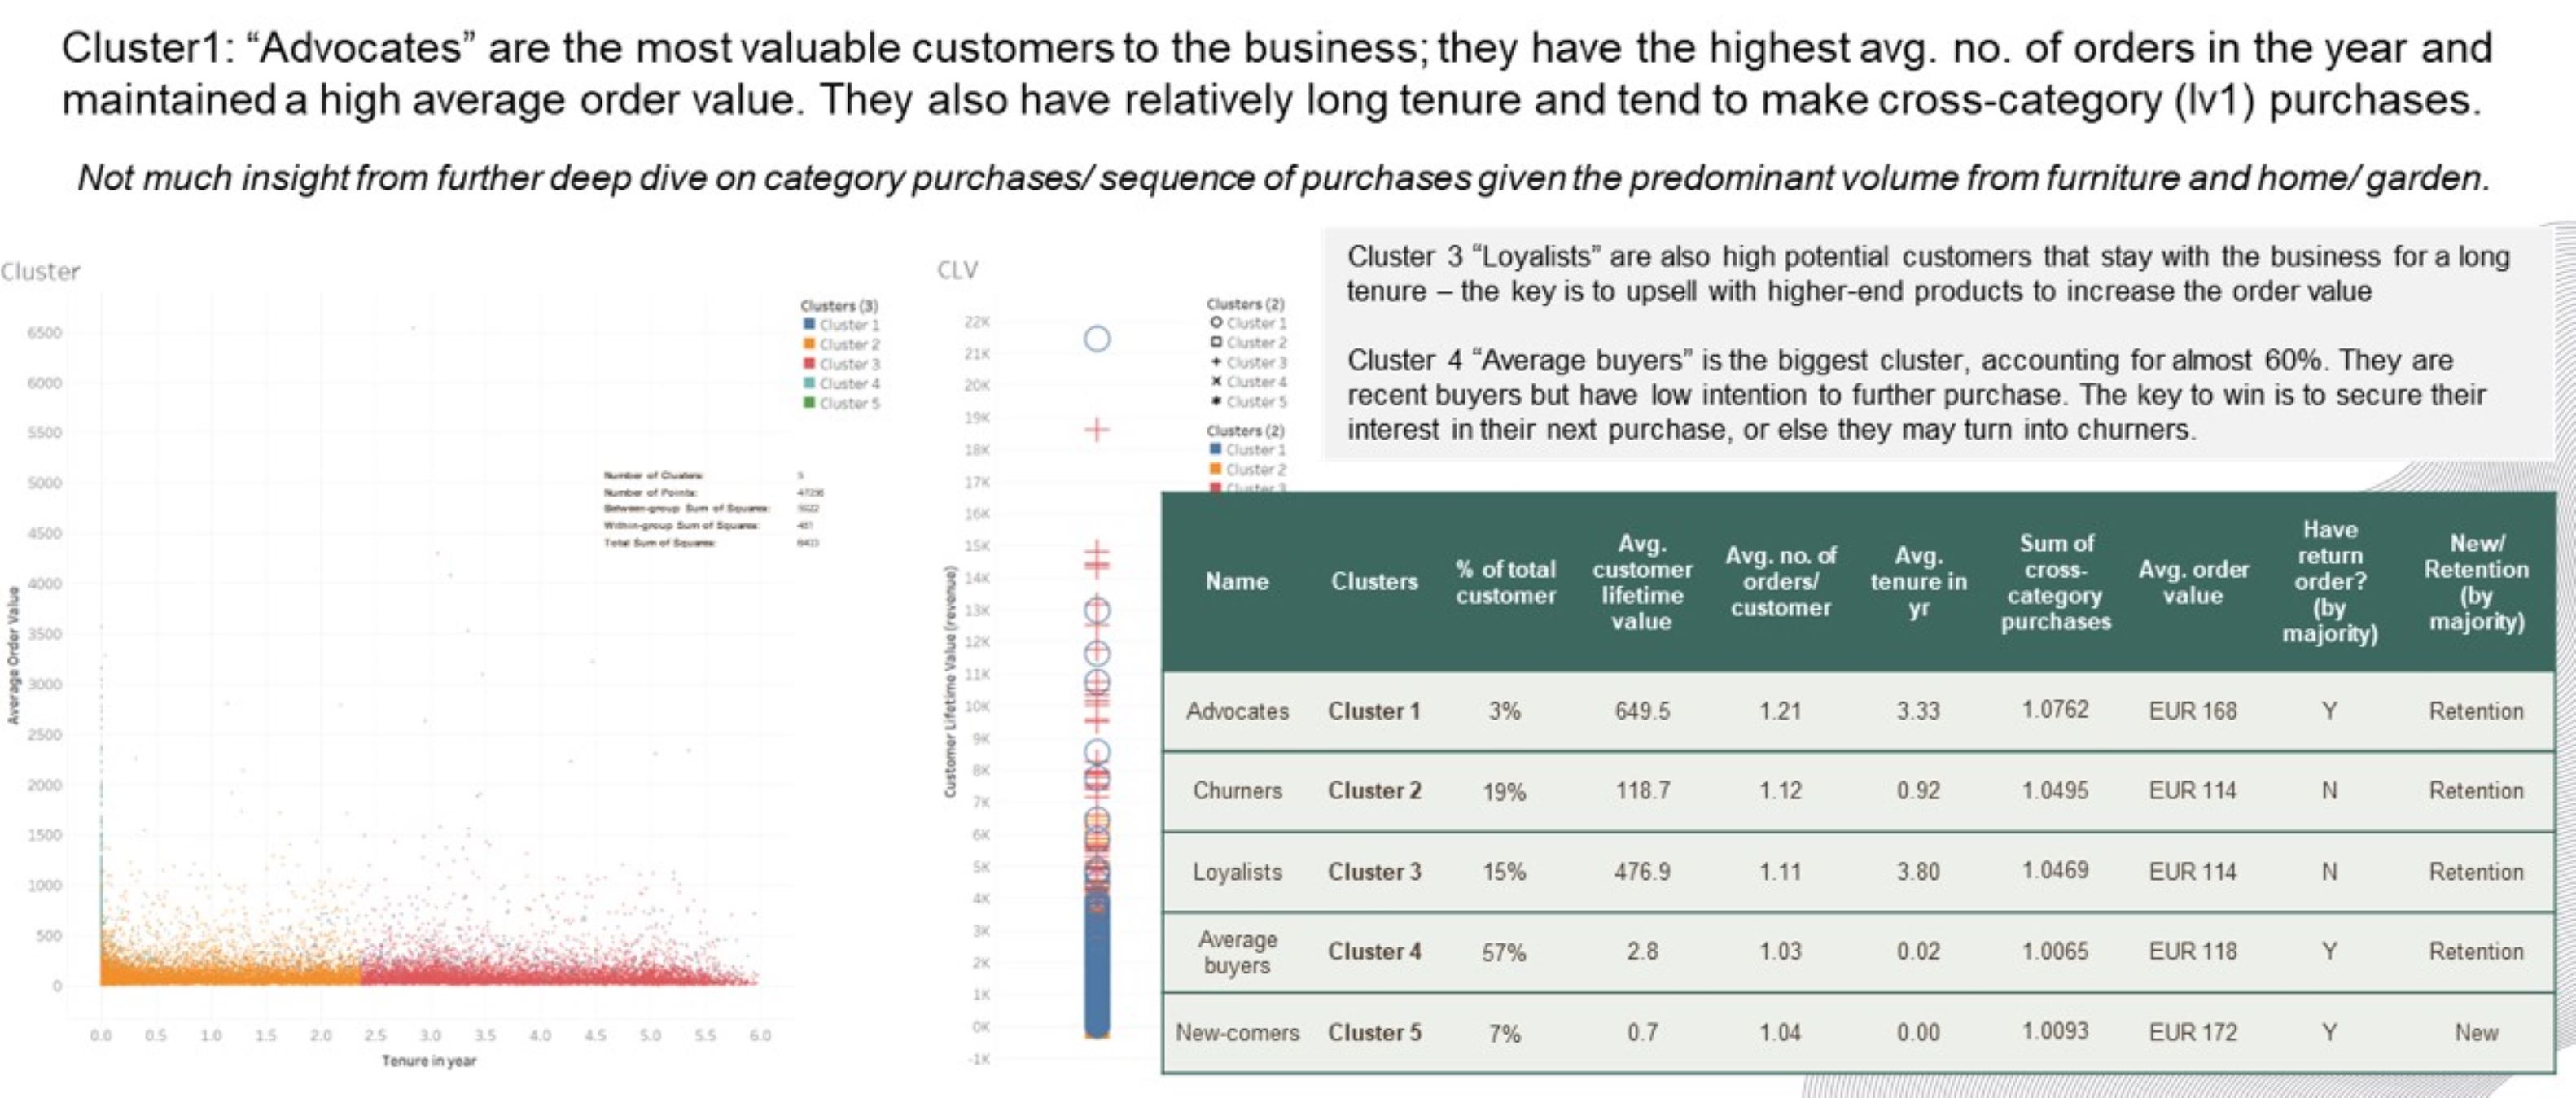 Cluster1: “Advocates” are the most valuable customers to the business; they have the highest avg. no. of orders in the year and
maintained a high average order value. They also have relatively long tenure and tend to make cross-category (lv1) purchases.
Not much insight from further deep dive on category purchases/ sequence of purchases given the predominant volume from furniture and home/ garden.
Cluster
Clusters (3)
Cluster 1
Cluster 2
Cluster 3
Cluster 4
Cluster 5
6500
6000
5500
5000
4500
4000
3500
3000
2500
2000
1500
1000
500
0
Average Order Value
Number of Clusters: 5
Number of Points:
Between-group Sum of Squares:
Within-group Sum of Squares:
Total Sum of Squares:
0.0 0.5 1.0 1.5 2.0 2.5 3.0 3.5 4.0 4.5 5.0 5.5 6.0
Tenure in year
CLV
Clusters (2)
Cluster 1
Cluster 2
Cluster 3
Cluster 4
Cluster 5
Clusters (2)
Cluster 1
Cluster 2
Cluster 3
22K
21K
20K
19K
18K
17K
16K
15K
14K
13K
12K
11K
10K
9K
8K
7K
6K
5K
4K
3K
2K
1K
0K
-1K
Customer Lifetime Value (revenue)
Cluster 3 “Loyalists” are also high potential customers that stay with the business for a long
tenure – the key is to upsell with higher-end products to increase the order value
Cluster 4 “Average buyers” is the biggest cluster, accounting for almost 60%. They are
recent buyers but have low intention to further purchase. The key to win is to secure their
interest in their next purchase, or else they may turn into churners.
Name
Clusters
% of total
customer
Avg.
customer
lifetime
value
Avg. no. of
orders/
customer
Avg.
tenure in
yr
Sum of
cross-
category
purchases
Avg. order
value
Have
return
order?
(by
majority)
New/
Retention
(by
majority)
Advocates Cluster 1 3% 649.5 1.21 3.33 1.0762 EUR 168 Y Retention
Churners Cluster 2 19% 118.7 1.12 0.92 1.0495 EUR 114 N Retention
Loyalists Cluster 3 15% 476.9 1.11 3.80 1.0469 EUR 114 N Retention
Average
buyers
Cluster 4 57% 2.8 1.03 0.02 1.0065 EUR 118 Y Retention
New-comers Cluster 5 7% 0.7 1.04 0.00 1.0093 EUR 172 Y New